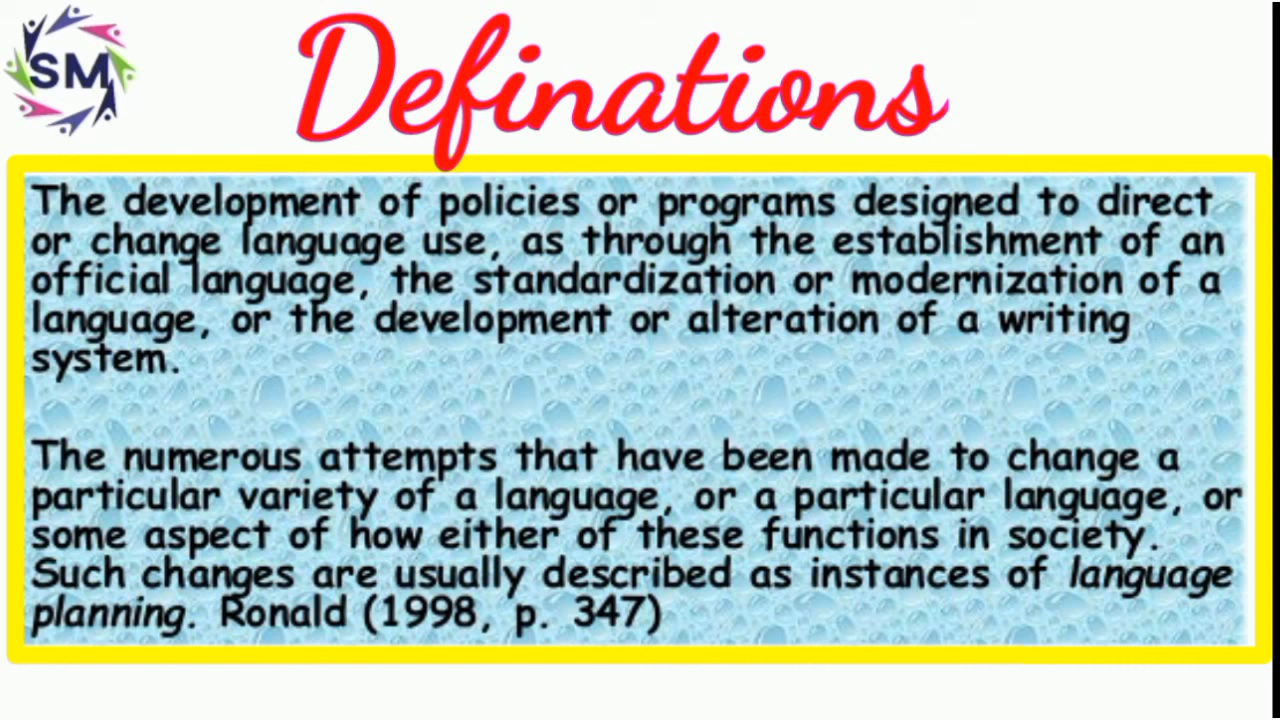 SM
Definations
The development of policies or programs designed to direct
or change language use, as through the establishment of an
official language, the standardization or modernization of a
language, or the development or alteration of a writing
system.
The numerous attempts that have been made to change a
particular variety of a language, or a particular language, or
some aspect of how either of these functions in society.
Such changes are usually described as instances of language
planning. Ronald (1998, p. 347)